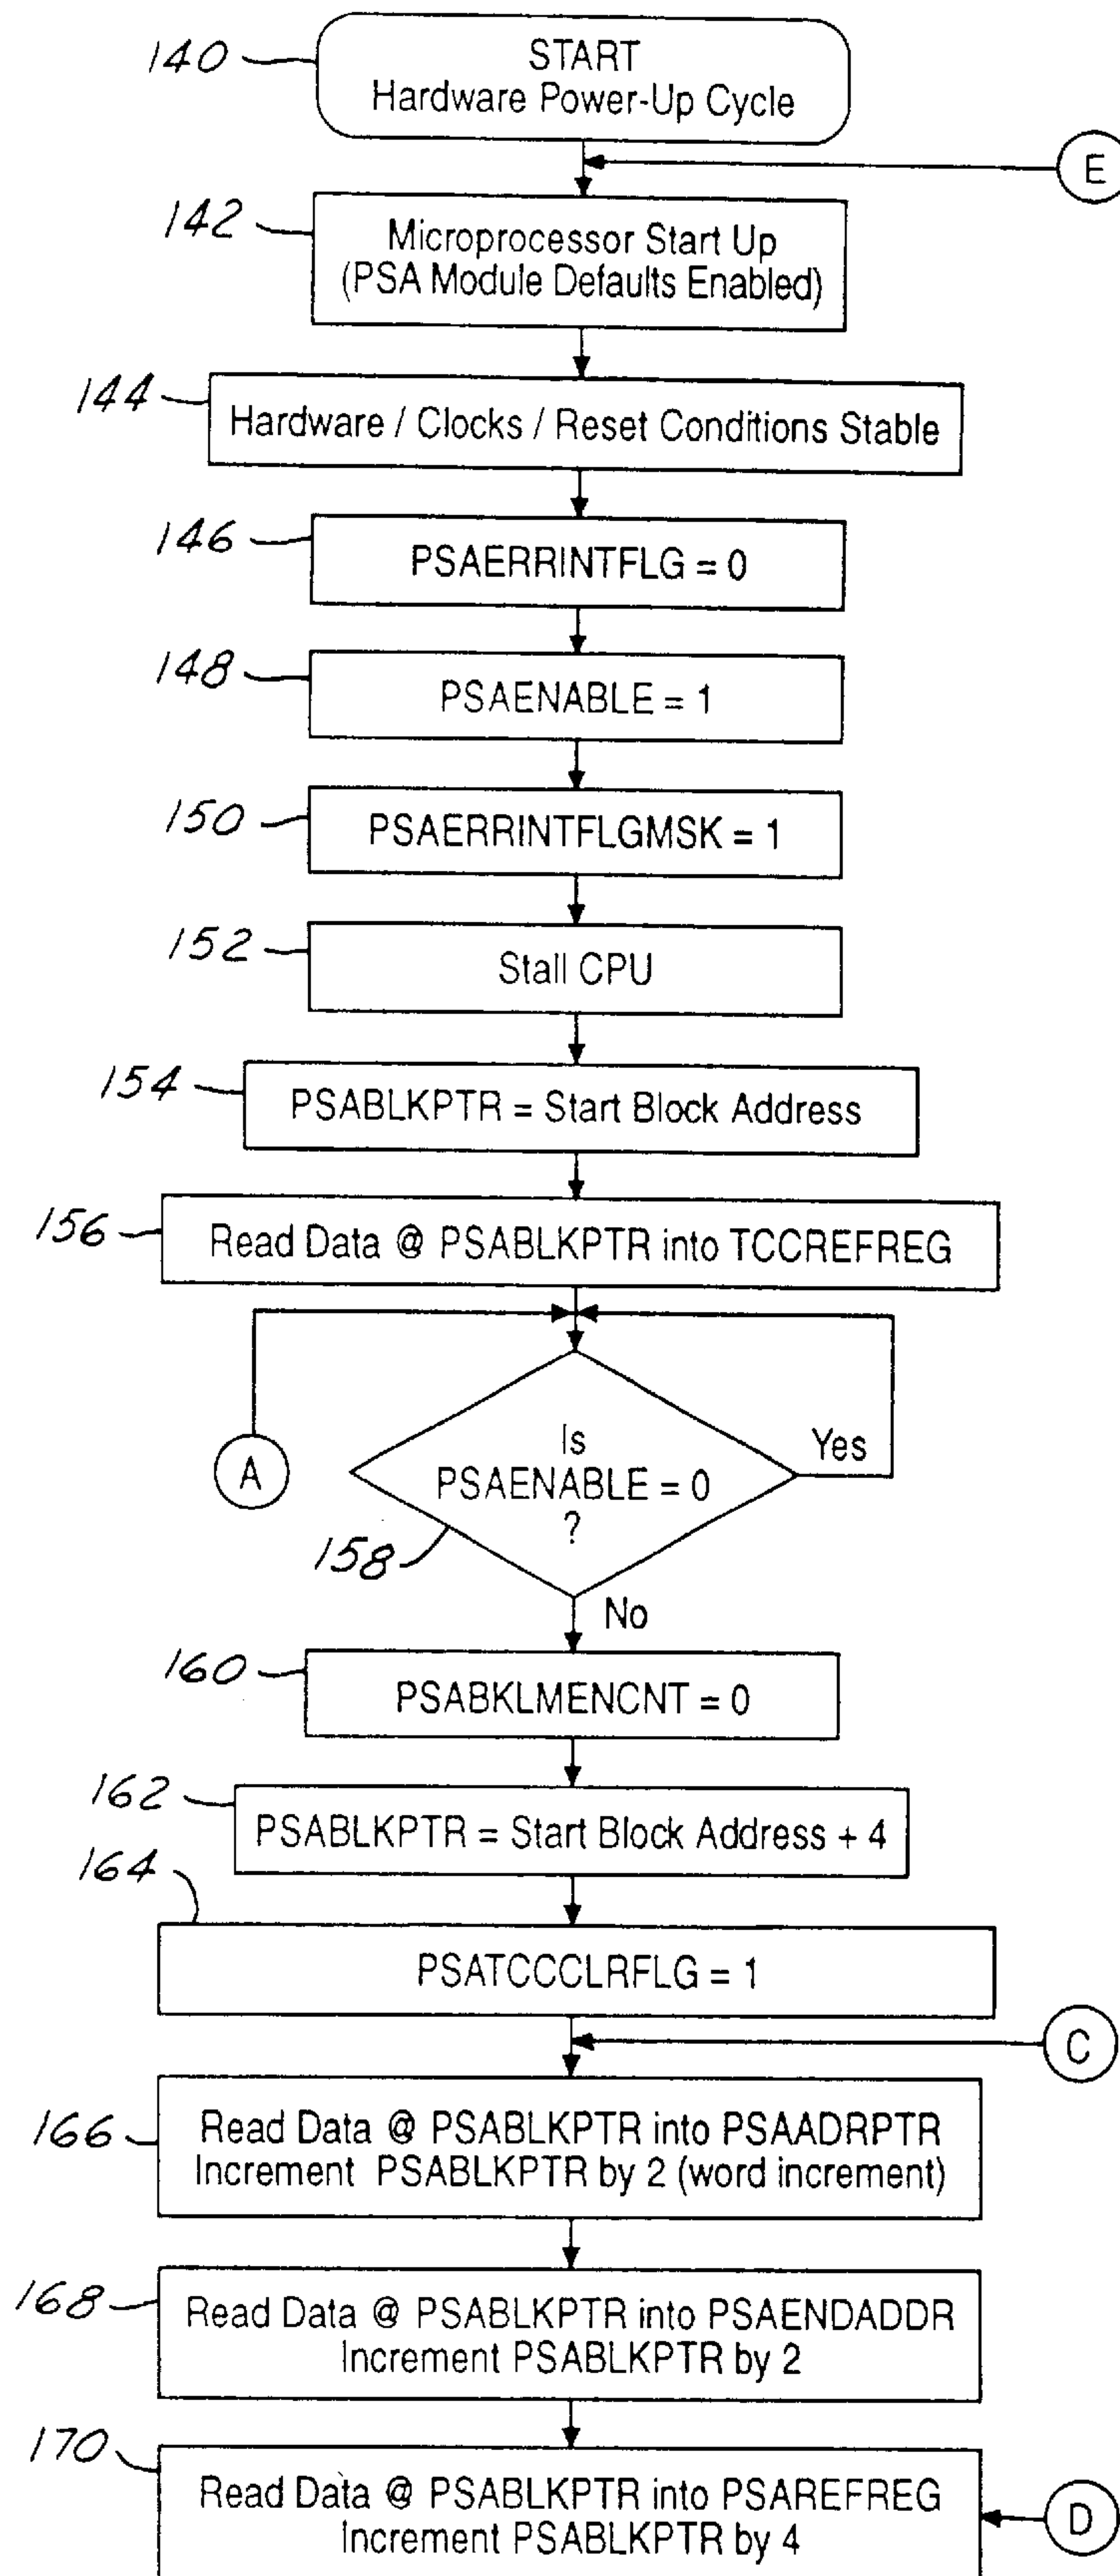 140
START
Hardware Power-Up Cycle
E
142
Microprocessor Start Up
(PSA Module Defaults Enabled)
144
Hardware / Clocks / Reset Conditions Stable
146
PSAERRINTFLG = 0
148
PSAENABLE = 1
150
PSAERRINTFLGMSK = 1
152
Stall CPU
154
PSABLKPTR = Start Block Address
156
Read Data @ PSABLKPTR into TCCREFREG
A
Is
PSAENABLE = 0
?
Yes
158
No
160
PSABKLMENCNT = 0
162
PSABLKPTR = Start Block Address + 4
164
PSATCCCLRFLG = 1
C
166
Read Data @ PSABLKPTR into PSAADRPTR
Increment PSABLKPTR by 2 (word increment)
168
Read Data @ PSABLKPTR into PSAENDADDR
Increment PSABLKPTR by 2
170
Read Data @ PSABLKPTR into PSAREFREG
Increment PSABLKPTR by 4
D